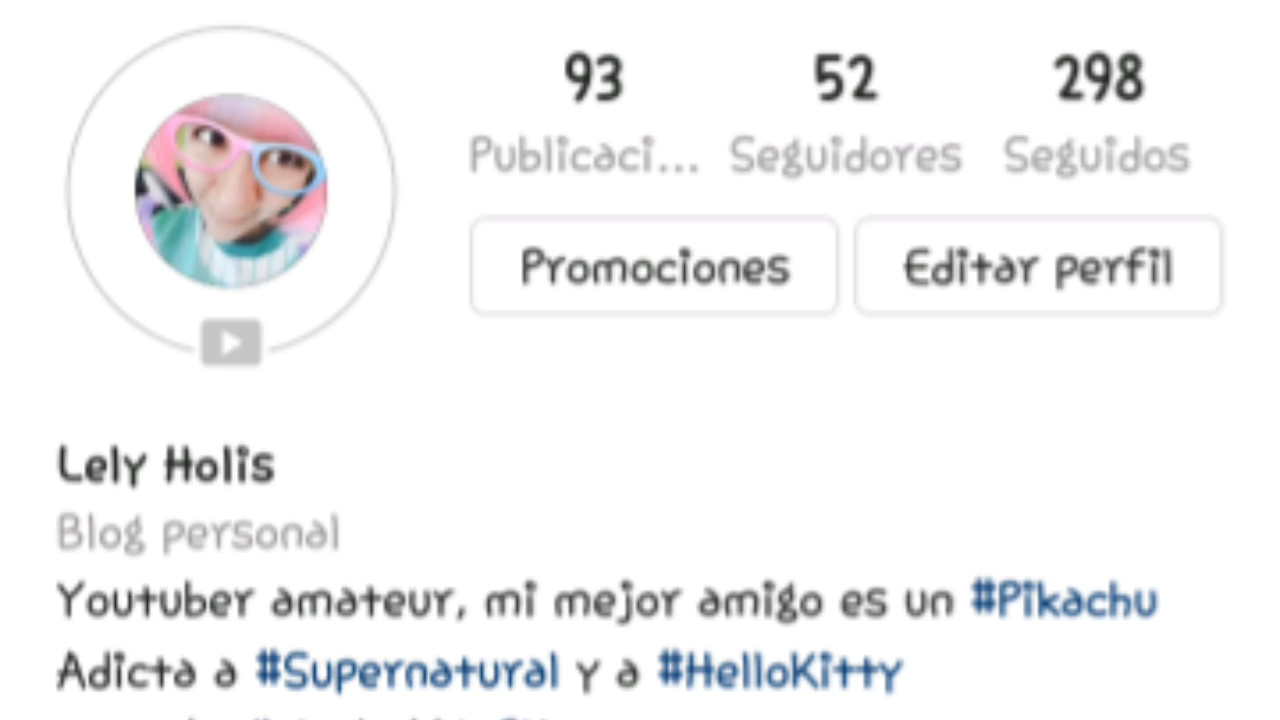 93 52 298
Publicaci... Seguidores Seguidos
Promociones Editar perfil
Lely Holis
Blog personal
Youtuber amateur, mi mejor amigo es un #Pikachu
Adicta a #Supernatural y a #HelloKitty